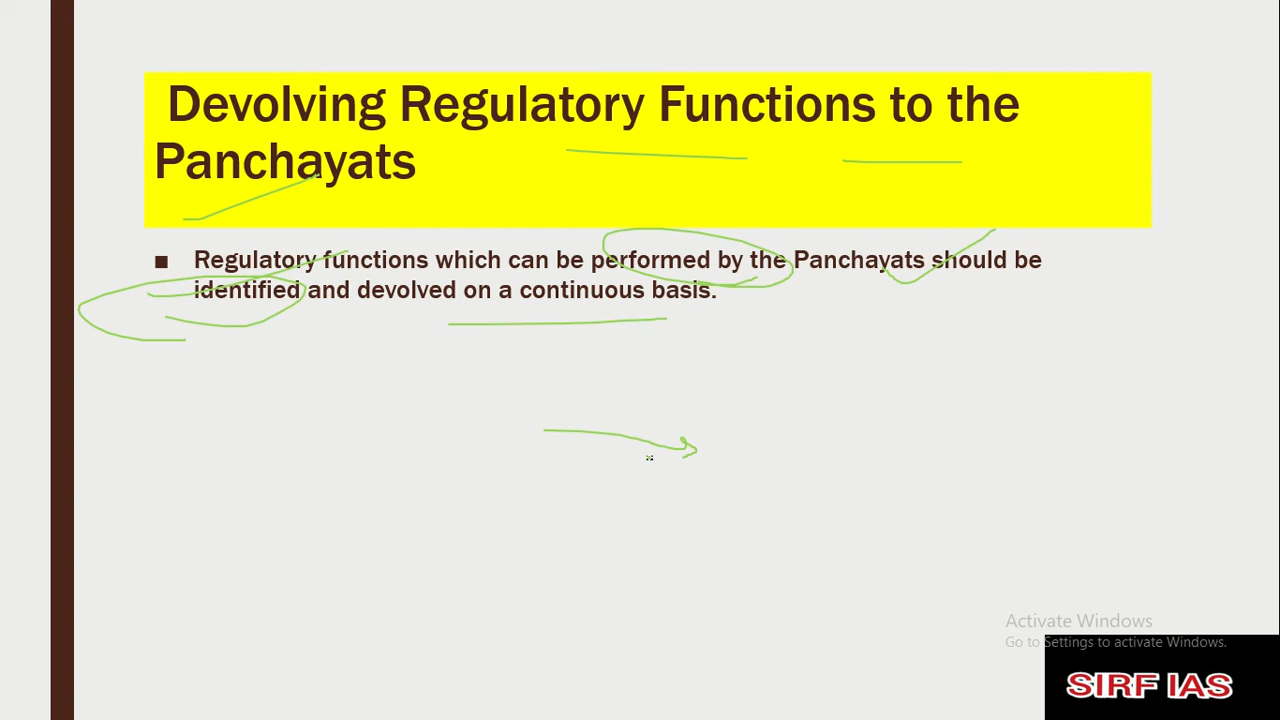 Devolving Regulatory Functions to the
Panchayats
■ Regulatory functions which can be performed by the Panchayats should be
identified and devolved on a continuous basis.
Activate Windows
Go to Settings to activate Windows.
SIRF IAS